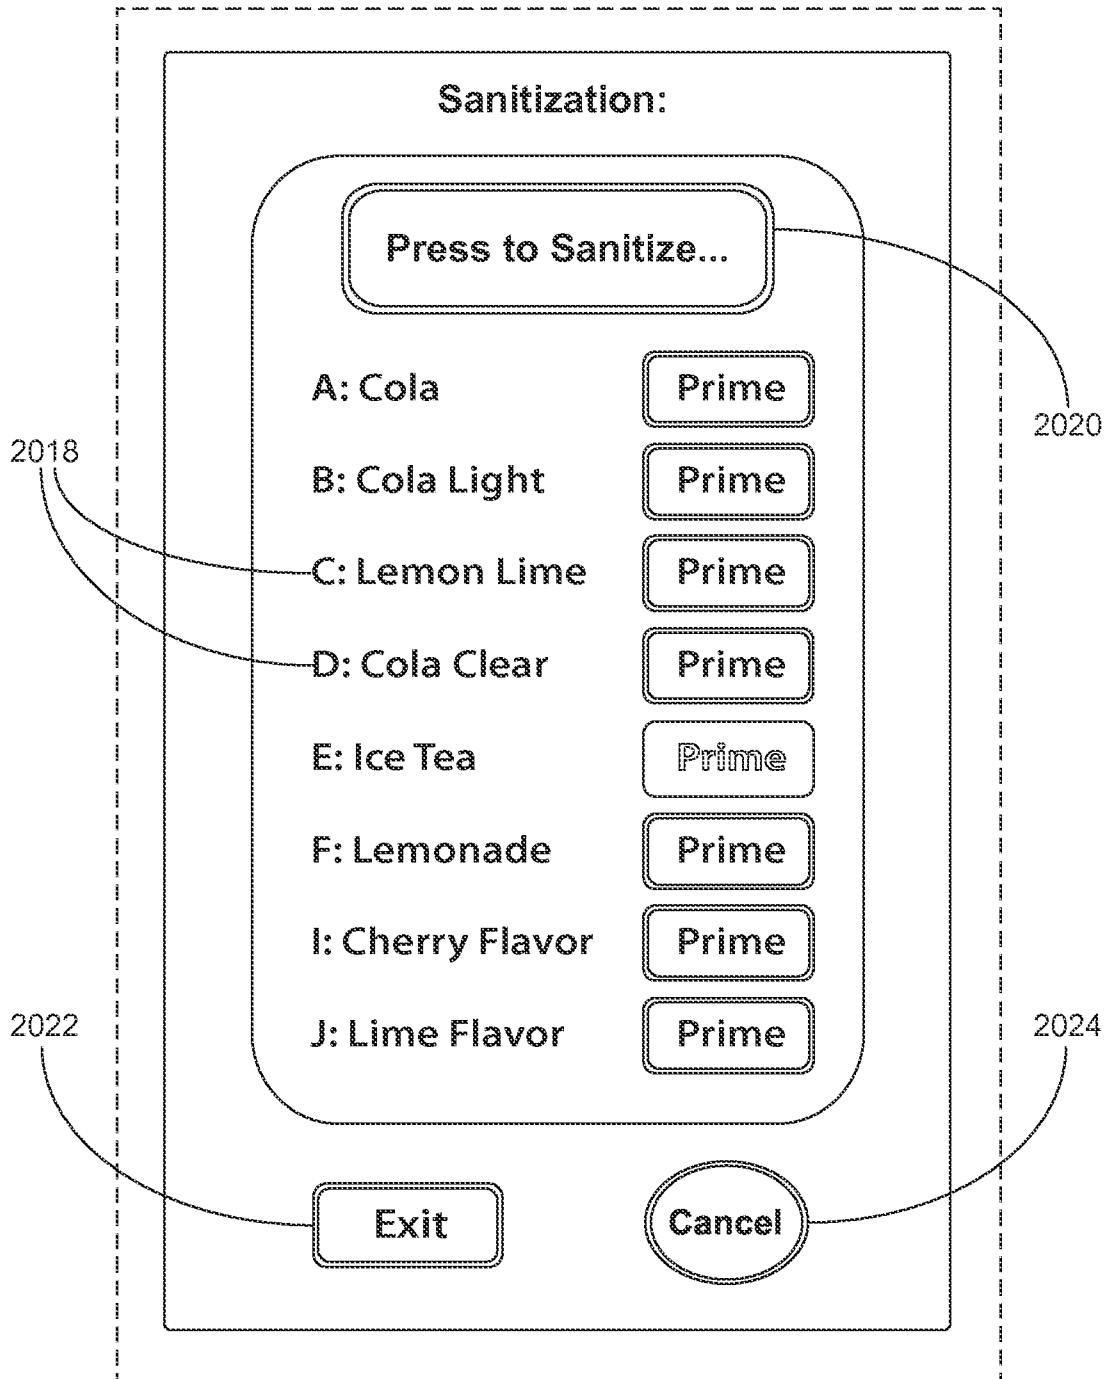 Sanitization:
Press to Sanitize...
A: Cola Prime
2020
2018
B: Cola Light Prime
C: Lemon Lime Prime
D: Cola Clear Prime
E: Ice Tea Prime
F: Lemonade Prime
I: Cherry Flavor Prime
2022
2024
J: Lime Flavor Prime
Exit Cancel